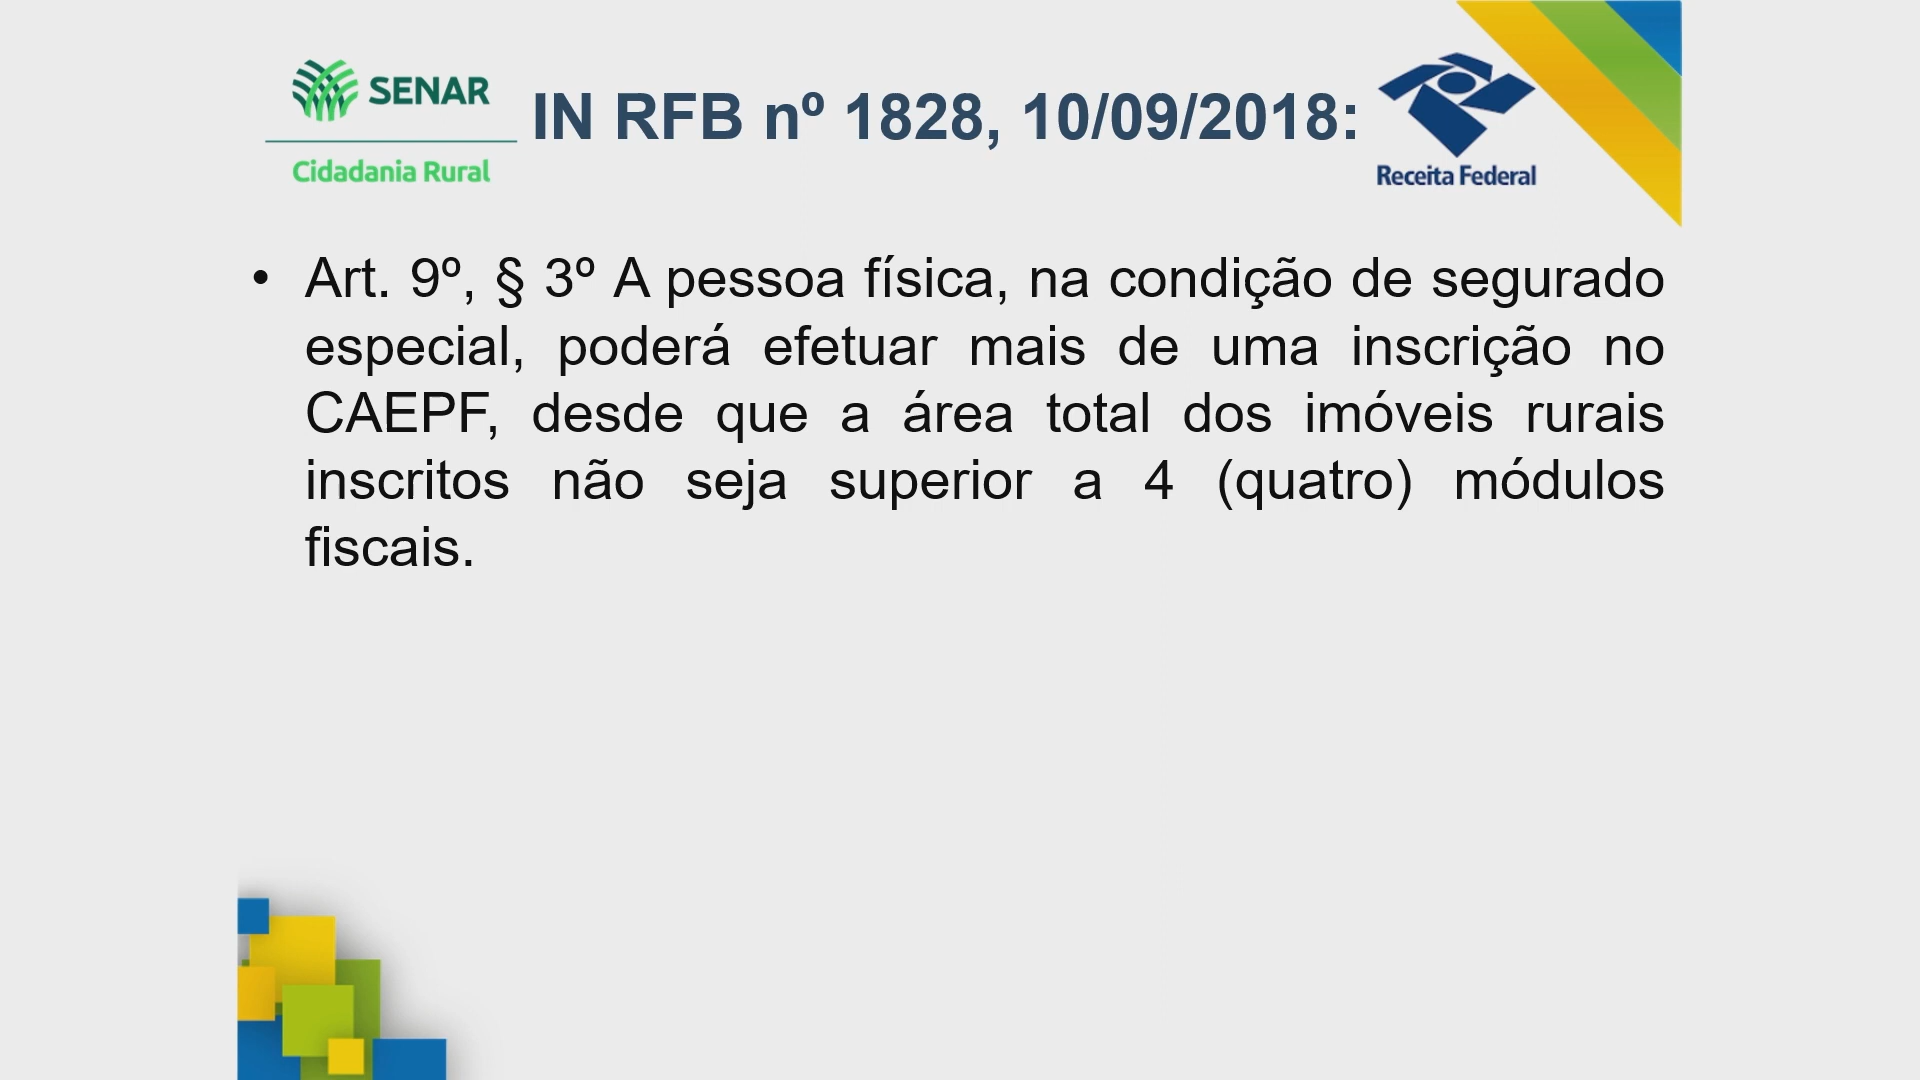 SENAR
Cidadania Rural
IN RFB nº 1828, 10/09/2018:
Receita Federal
• Art. 9º, § 3º A pessoa física, na condição de segurado
especial, poderá efetuar mais de uma inscrição no
CAEPF, desde que a área total dos imóveis rurais
inscritos não seja superior a 4 (quatro) módulos
fiscais.